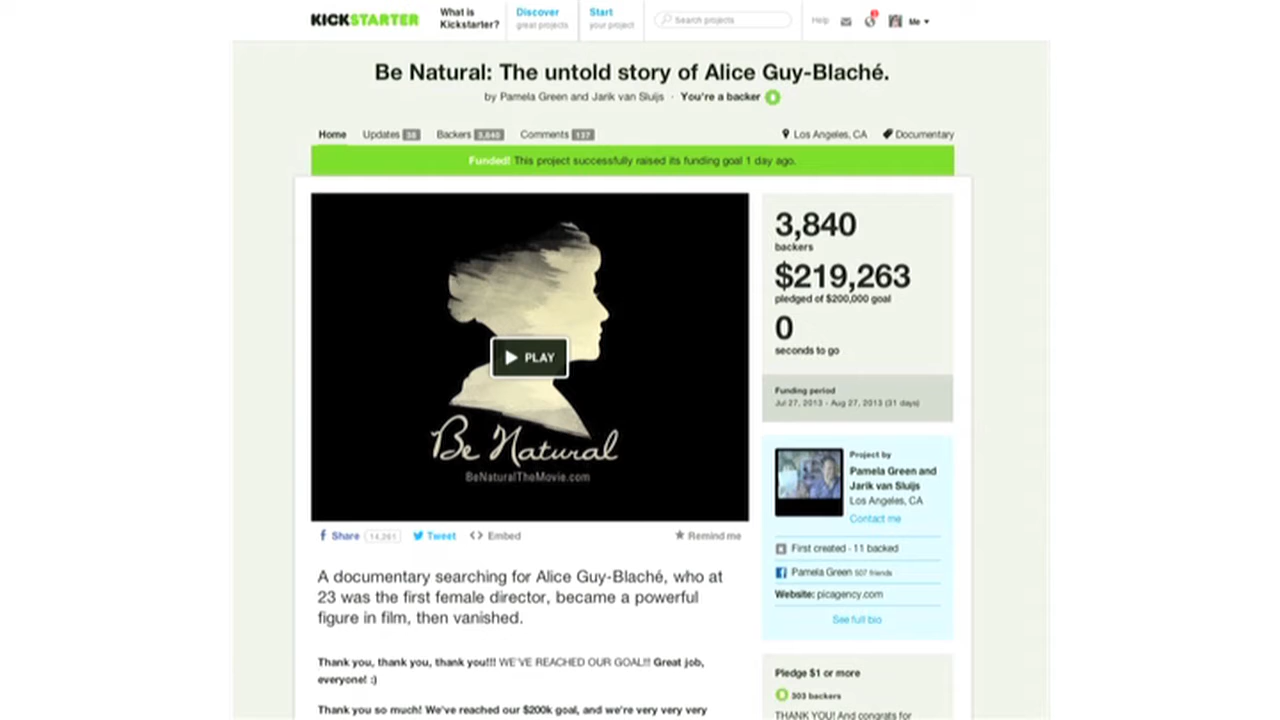 KICKSTARTER
What is
Kickstarter?
Discover
great projects
Start
your project
Search projects
Help
Me
Be Natural: The untold story of Alice Guy-Blaché.
by Pamela Green and Jarik van Sluijs · You're a backer
Home Updates 38 Backers 3,840 Comments 137
Los Angeles, CA Documentary
Funded! This project successfully raised its funding goal 1 day ago.
PLAY
Be Natural
BeNaturalTheMovie.com
3,840
backers
$219,263
pledged of $200,000 goal
0
seconds to go
Funding period
Jul 27, 2013 - Aug 27, 2013 (31 days)
Project by
Pamela Green and
Jarik van Sluijs
Los Angeles, CA
Contact me
First created · 11 backed
Pamela Green 507 friends
Website: picagency.com
See full bio
Share 14,261 Tweet Embed Remind me
A documentary searching for Alice Guy-Blaché, who at
23 was the first female director, became a powerful
figure in film, then vanished.
Thank you, thank you, thank you!!! WE'VE REACHED OUR GOAL!!! Great job,
everyone! :)
Thank you so much! We've reached our $200k goal, and we're very very very
Pledge $1 or more
303 backers
THANK YOU! And congrats for